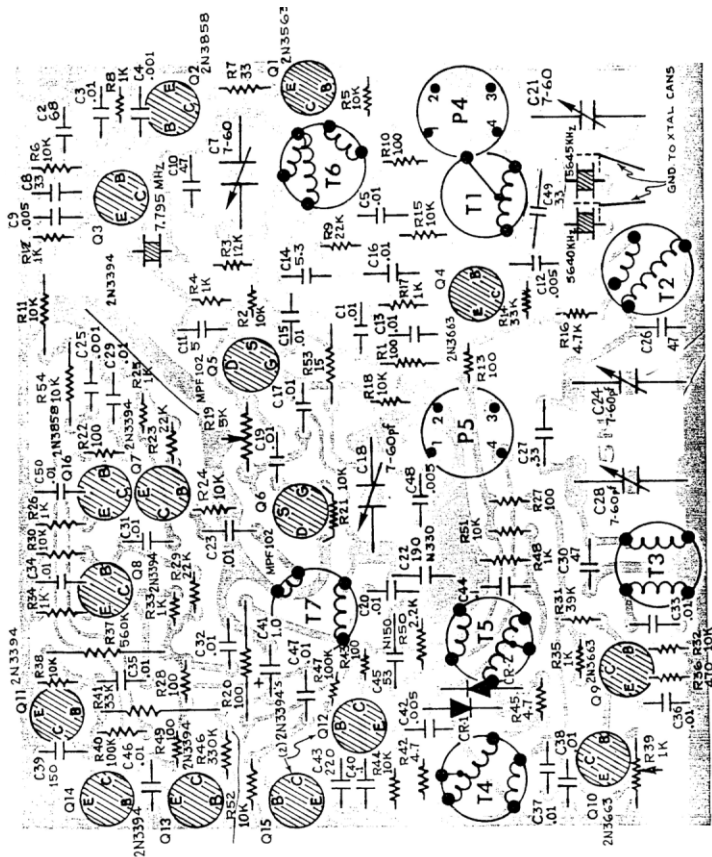 2N3858
Q2
2N3563
Q1
C4
.001
R8
1K
C3
.01
C2
68
R6
10K
C8
33
C9
.005
R12
1K
Q3
2N3394
7.795 MHz
C10
47
C7
7-60
R7
33
R5
10K
R10
100
T6
P4
1
2
3
4
C21
7-60
GND TO XTAL CANS
5645KHz
5640KHz
T1
C49
.33
C5
.01
R15
10K
R9
22K
R3
12K
C14
5.3
C16
.01
R17
1K
Q4
2N3663
R14
33K
C12
.005
T2
R16
4.7K
C26
47
R11
10K
R4
1K
R2
10K
C11
5
Q5
MPF102
C15
.01
C1
.01
C13
.01
R1
100
R53
15
R13
100
C17
.01
R18
10K
R54
10K
C25
.001
C29
.01
R25
1K
R22
100
2N3858
Q16
C50
.01
Q7
2N3394
R23
22K
R19
5K
C19
.01
R24
10K
Q6
MPF102
R21 10K
C18
7-60pf
P5
1
2
3
4
C27
.33
C24
7-60pf
C28
7-60pf
C48
.005
R26
1K
R30
10K
C34
.01
R34
1K
C31
.01
Q8
2N3394
R29
22K
R33
1K
C23
.01
C22
190
N330
R51
10K
R27
100
R48
1K
C30
47
T3
R37
560K
T7
C20
.01
C44
T5
R31
39K
C33
.01
2N3394
Q11
R38
10K
R41
33K
C35
.01
R28
100
C32
.01
R20
100
C41
1.0
+
C47
.01
R47
100K
R43
100
N150
C45
53
R50
2.2K
CR-2
CR-1
R45
4.7
R35
1K
2N3663
Q9
R32
10K
R36
470
C36
.01
C39
150
R40
100K
C46
.01
R49
100
2N3394
R46
330K
(2) 2N3394's
Q12
C42
.005
C43
220
C40
.01
R44
10K
R42
4.7
T4
C38
.01
C37
.01
R39
1K
Q14
2N3394
Q13
R52
10K
Q15
Q10
2N3663